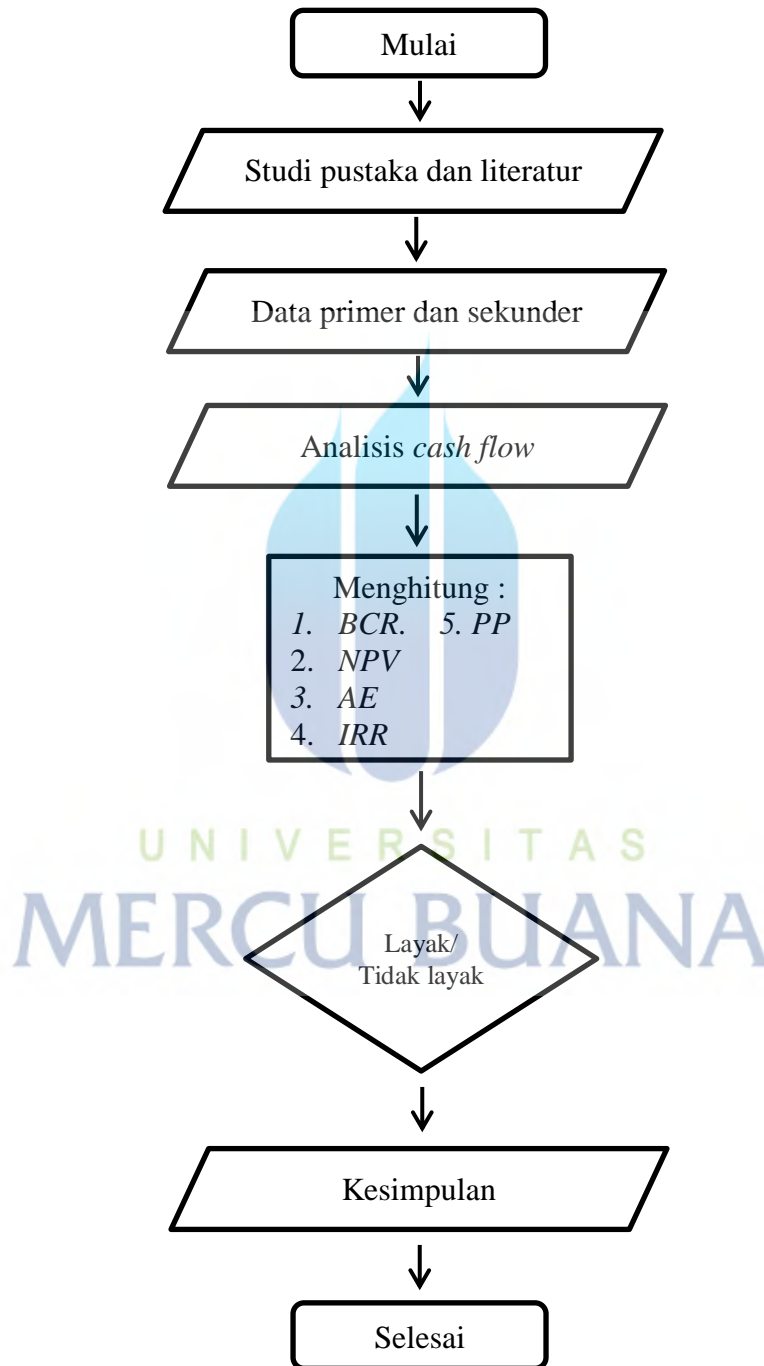 Mulai
Studi pustaka dan literatur
Data primer dan sekunder
Analisis cash flow
Menghitung :
1. BCR. 5. PP
2. NPV
3. AE
4. IRR
UNIVERSITAS
MERCU BUANA
Layak/
Tidak layak
Kesimpulan
Selesai